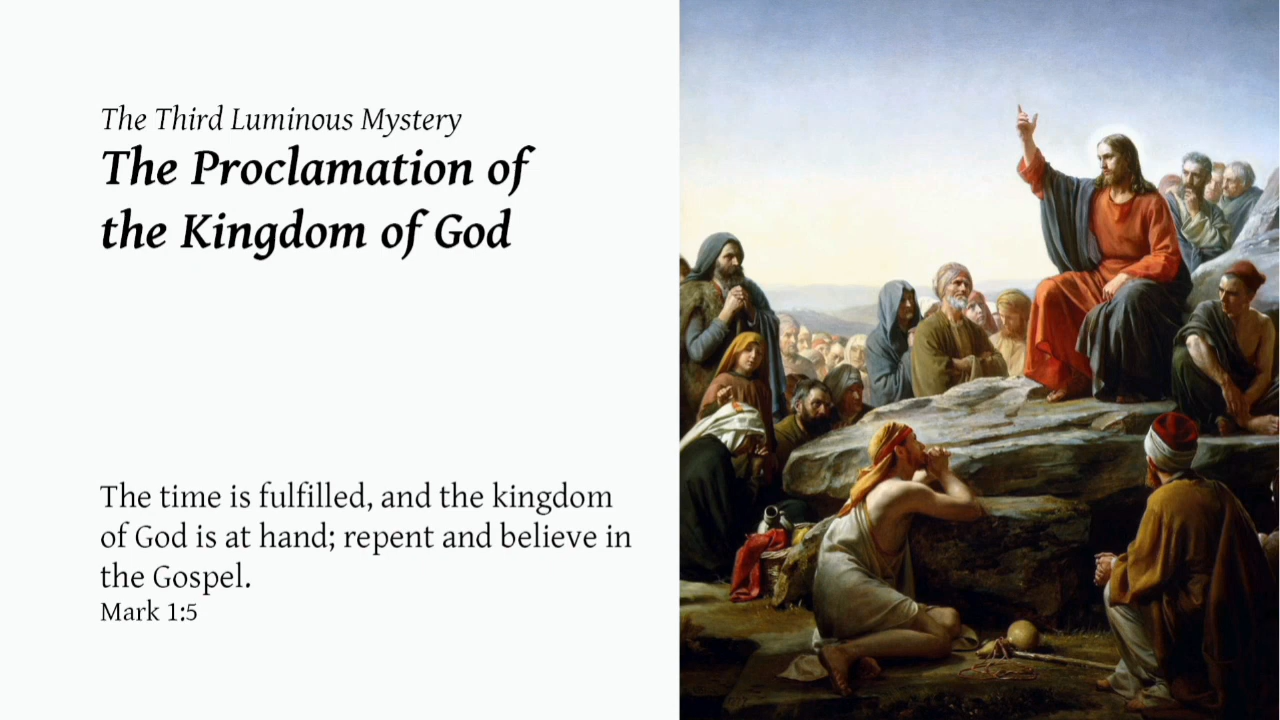 The Third Luminous Mystery
The Proclamation of
the Kingdom of God
The time is fulfilled, and the kingdom
of God is at hand; repent and believe in
the Gospel.
Mark 1:5